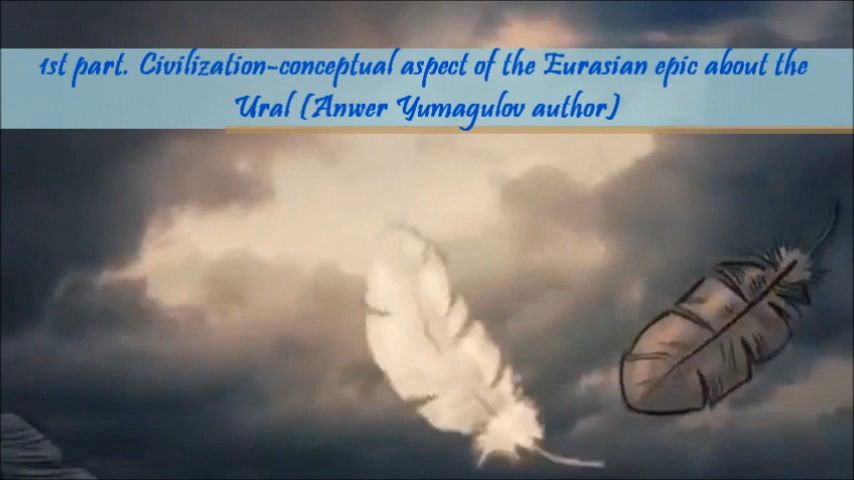 1st part. Civilization-conceptual aspect of the Eurasian epic about the
Ural (Anwer Yumagulov author)